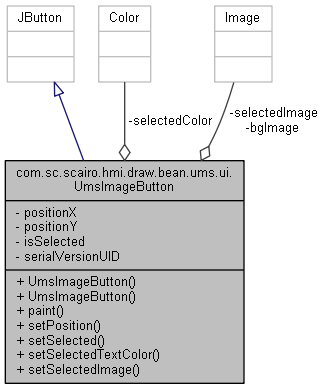 JButton
Color
Image
-selectedColor
-selectedImage
-bgImage
com.sc.scairo.hmi.draw.bean.ums.ui.
UmsImageButton
- positionX
- positionY
- isSelected
- serialVersionUID
+ UmsImageButton()
+ UmsImageButton()
+ paint()
+ setPosition()
+ setSelected()
+ setSelectedTextColor()
+ setSelectedImage()